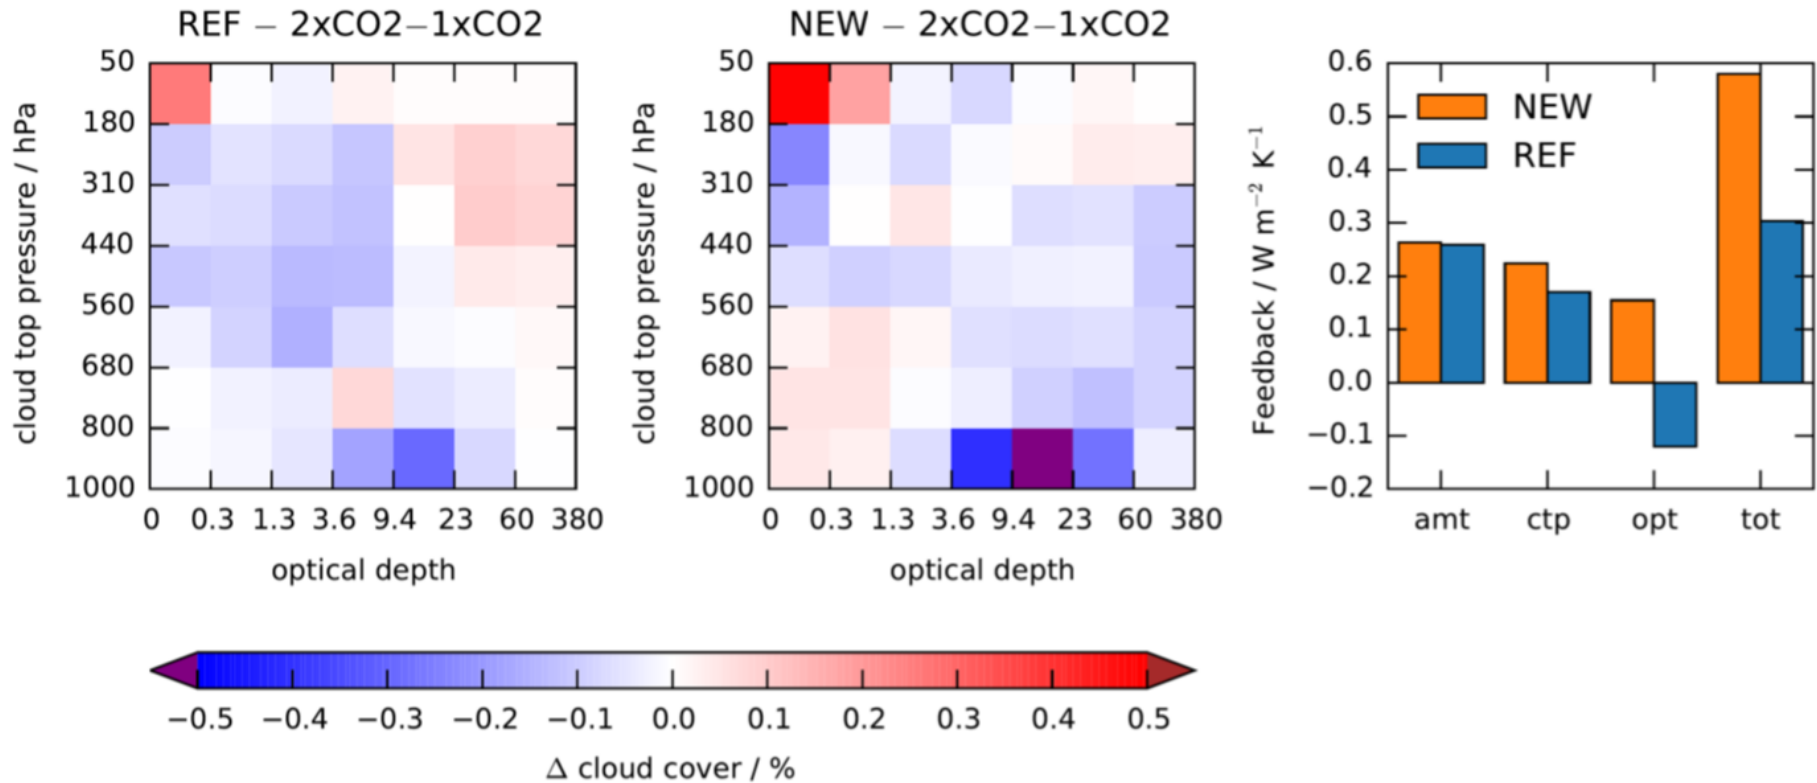 REF − 2xCO2−1xCO2
50
180
310
440
560
680
800
1000
cloud top pressure / hPa
0 0.3 1.3 3.6 9.4 23 60 380
optical depth
NEW − 2xCO2−1xCO2
50
180
310
440
560
680
800
1000
cloud top pressure / hPa
0 0.3 1.3 3.6 9.4 23 60 380
optical depth
0.6
0.5
0.4
0.3
0.2
0.1
0.0
−0.1
−0.2
Feedback / W m⁻² K⁻¹
NEW
REF
amt ctp opt tot
−0.5 −0.4 −0.3 −0.2 −0.1 0.0 0.1 0.2 0.3 0.4 0.5
Δ cloud cover / %